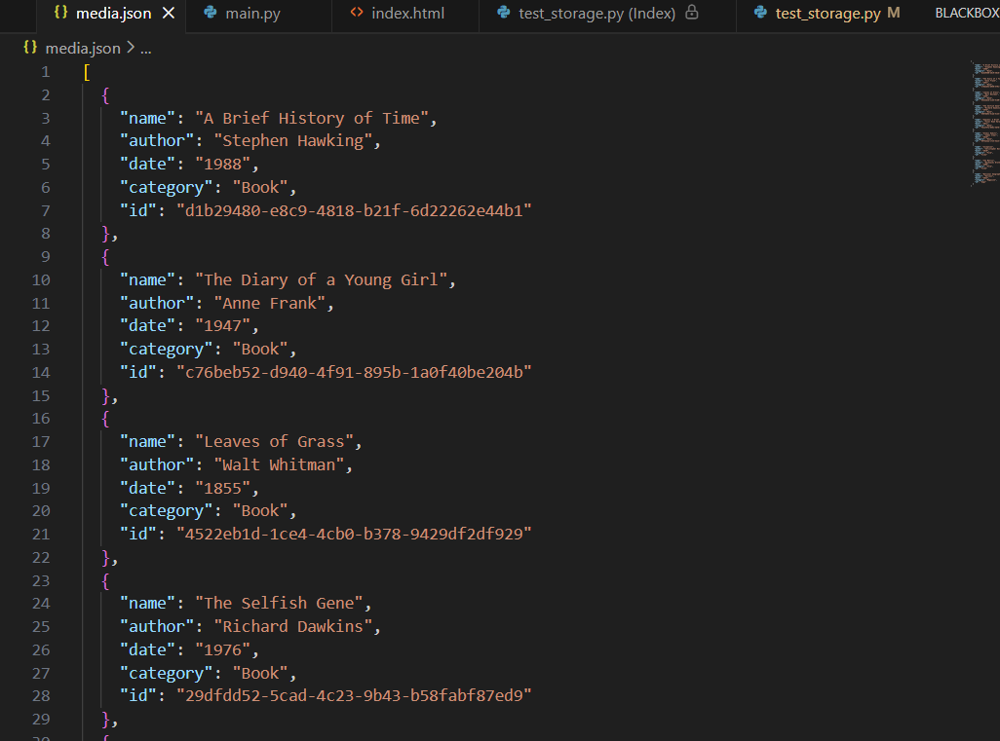 media.json main.py index.html test_storage.py (Index) test_storage.py M BLACKBOX
{} media.json > ...
1 [
2 {
3 "name": "A Brief History of Time",
4 "author": "Stephen Hawking",
5 "date": "1988",
6 "category": "Book",
7 "id": "d1b29480-e8c9-4818-b21f-6d22262e44b1"
8 },
9 {
10 "name": "The Diary of a Young Girl",
11 "author": "Anne Frank",
12 "date": "1947",
13 "category": "Book",
14 "id": "c76beb52-d940-4f91-895b-1a0f40be204b"
15 },
16 {
17 "name": "Leaves of Grass",
18 "author": "Walt Whitman",
19 "date": "1855",
20 "category": "Book",
21 "id": "4522eb1d-1ce4-4cb0-b378-9429df2df929"
22 },
23 {
24 "name": "The Selfish Gene",
25 "author": "Richard Dawkins",
26 "date": "1976",
27 "category": "Book",
28 "id": "29dfdd52-5cad-4c23-9b43-b58fabf87ed9"
29 },
30 {